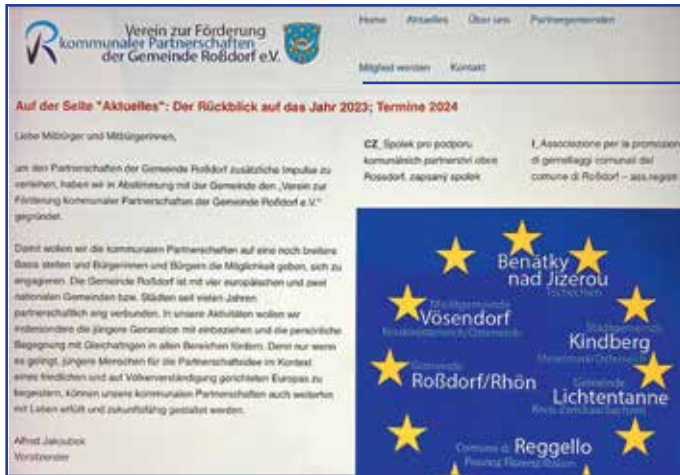 Verein zur Förderung
kommunaler Partnerschaften
der Gemeinde Roßdorf e.V.
Home Aktuelles Über uns Partnergemeinden
Mitglied werden Kontakt
Auf der Seite "Aktuelles": Der Rückblick auf das Jahr 2023; Termine 2024
Liebe Mitbürger und Mitbürgerinnen,
um den Partnerschaften der Gemeinde Roßdorf zusätzliche Impulse zu
verleihen, haben wir in Abstimmung mit der Gemeinde den „Verein zur
Förderung kommunaler Partnerschaften der Gemeinde Roßdorf e.V."
gegründet.
Damit wollen wir die kommunalen Partnerschaften auf eine noch breitere
Basis stellen und Bürgerinnen und Bürgern die Möglichkeit geben, sich zu
engagieren. Die Gemeinde Roßdorf ist mit vier europäischen und zwei
nationalen Gemeinden bzw. Städten seit vielen Jahren
partnerschaftlich eng verbunden. In unsere Aktivitäten wollen wir
insbesondere die jüngere Generation mit einbeziehen und die persönliche
Begegnung mit Gleichaltrigen in allen Bereichen fördern. Denn nur wenn
es gelingt, jüngere Menschen für die Partnerschaftsidee im Kontext
eines friedlichen und auf Völkerverständigung gerichteten Europas zu
begeistern, können unsere kommunalen Partnerschaften auch weiterhin
mit Leben erfüllt und zukunftsfähig gestaltet werden.
Alfred Jakoubek
Vorsitzender
CZ_Spolek pro podporu
komunálních partnerství obce
Rossdorf, zapsaný spolek
I_Associazione per la promozion
di gemellaggi comunali del
comune di Roßdorf – ass.registr
Benátky
nad Jizerou
Tschechien
Marktgemeinde
Vösendorf
Niederösterreich/Österreich
Stadtgemeinde
Kindberg
Steiermark/Österreich
Gemeinde
Roßdorf/Rhön
Gemeinde
Lichtentanne
Kreis Zwickau/Sachsen
Comune di Reggello
Provinz Florenz/Italien